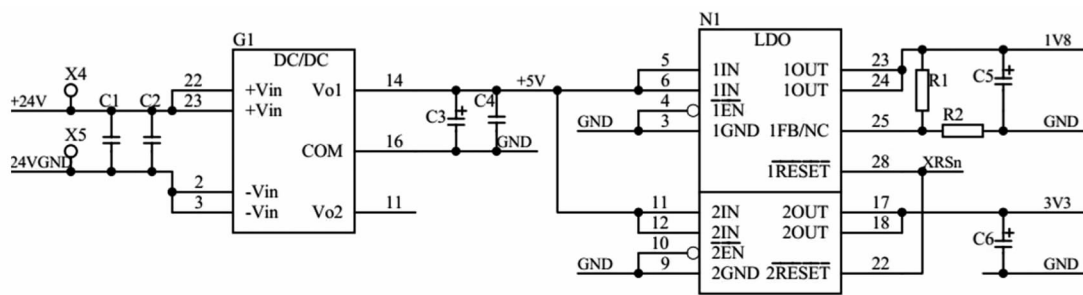 N1
G1
DC/DC
LDO
X4
+24V
C1
C2
22
23
+Vin
+Vin
Vo1
14
+5V
5
6
4
3
1IN
1IN
1EN
1GND
1OUT
1OUT
1FB/NC
1RESET
23
24
25
28
R1
R2
C5
1V8
GND
XRSn
X5
24VGND
C3
C4
GND
COM
16
GND
2
3
-Vin
-Vin
Vo2
11
11
12
10
9
2IN
2IN
2EN
2GND
2OUT
2OUT
2RESET
17
18
22
3V3
C6
GND
GND